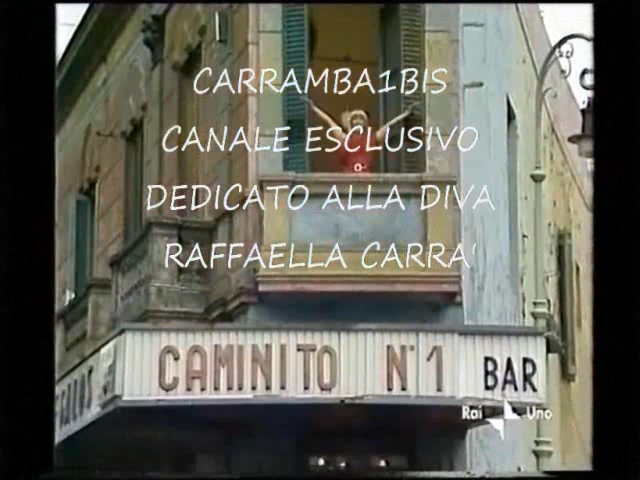 CARRAMBA1BIS
CANALE ESCLUSIVO
DEDICATO ALLA DIVA
RAFFAELLA CARRA'
CAMINITO N°1 BAR
Rai Uno